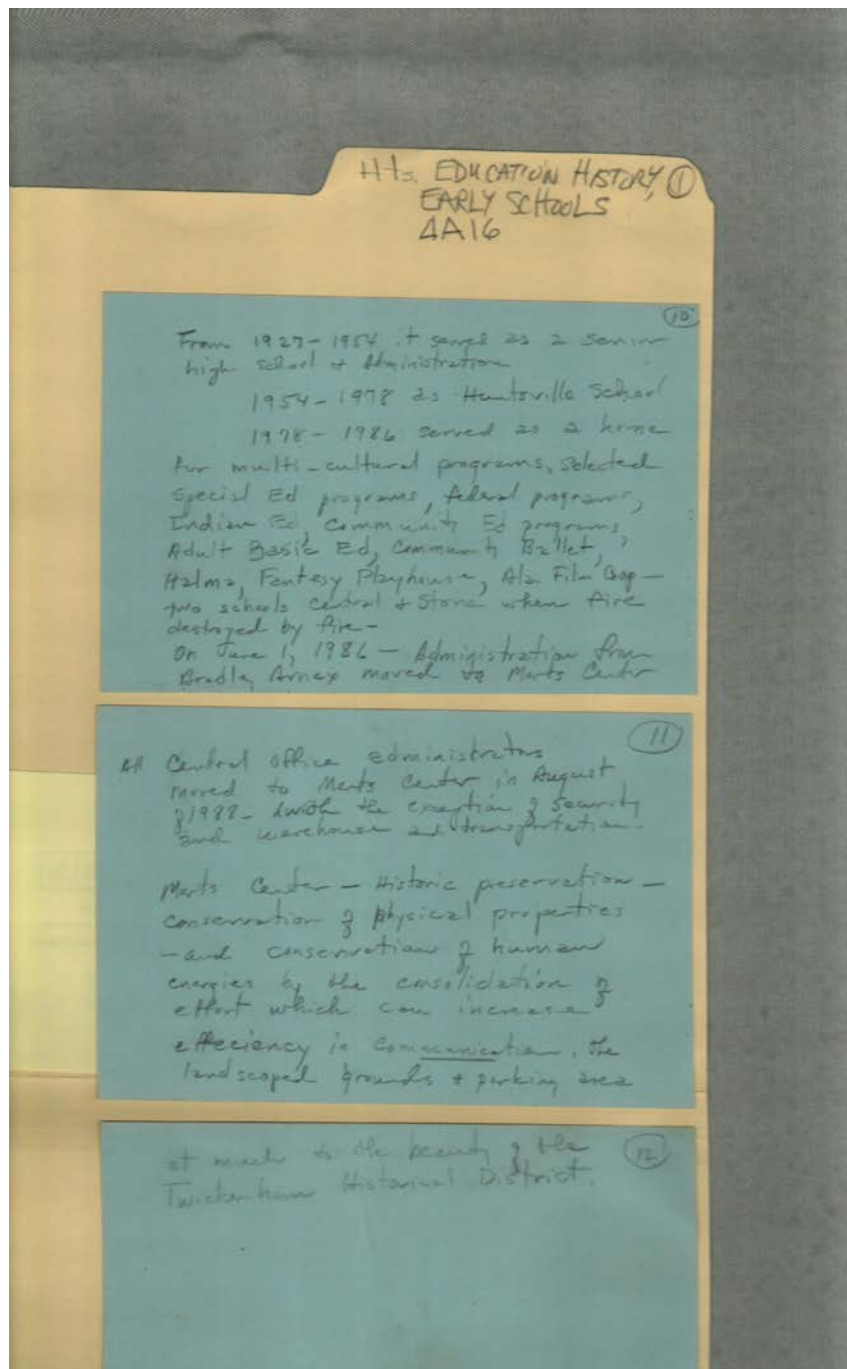 Hts. EDUCATION HISTORY, 1
EARLY SCHOOLS
4A16
10
From 1927-1954 it served as a senior
high school + Administration
1954-1978 as Huntsville School
1978-1986 served as a home
for multi-cultural programs, selected
special Ed programs, federal programs,
Indian Ed, Community Ed programs,
Adult Basic Ed, Community Ballet,
Halma, Fantesy Playhouse, Ala Film Coop -
two schools Central + Stone when fire
destroyed by fire -
On June 1, 1986 - Administration from
Bradley Annex moved to Merts Center
11
All Central office administrators
moved to Merts Center in August
of 1988 - with the exception of security
and warehouse and transportation.
Merts Center - Historic preservation -
conservation of physical properties
- and conservation of human
energies by the consolidation of
effort which can increase
effeciency in communication. The
landscaped grounds + parking area
12
at much to the beauty of the
Twickenham Historical District.